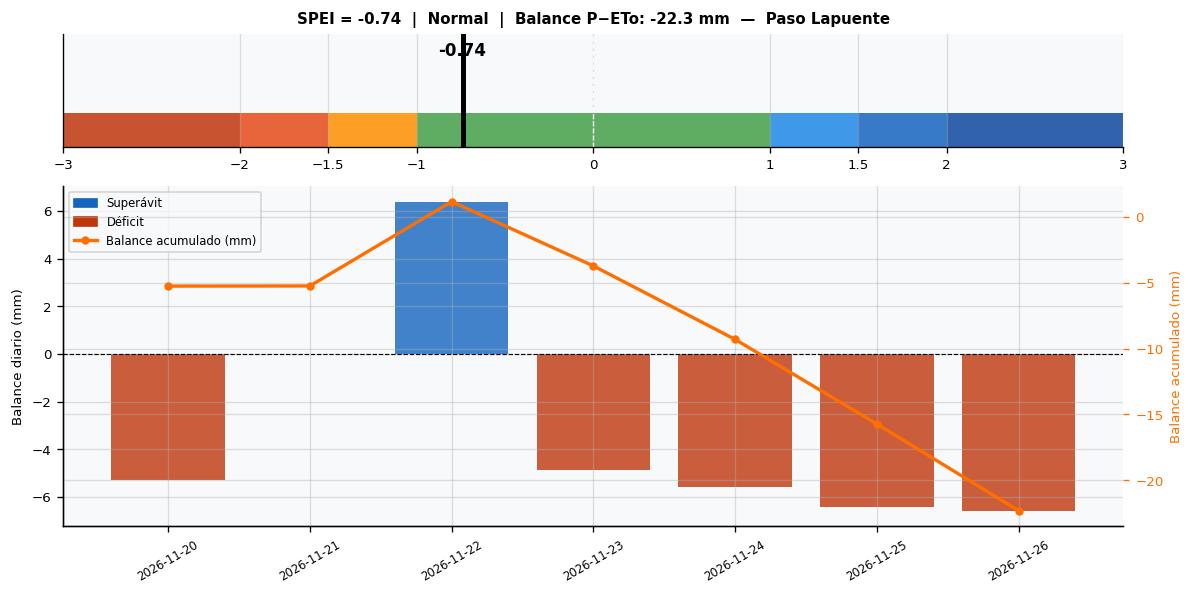 SPEI = -0.74  |  Normal  |  Balance P−ETo: -22.3 mm  —  Paso Lapuente
-0.74
−3 −2 −1.5 −1 0 1 1.5 2 3
Superávit
Déficit
Balance acumulado (mm)
Balance diario (mm)
6
4
2
0
−2
−4
−6
0
−5
−10
−15
−20
Balance acumulado (mm)
2026-11-20 2026-11-21 2026-11-22 2026-11-23 2026-11-24 2026-11-25 2026-11-26